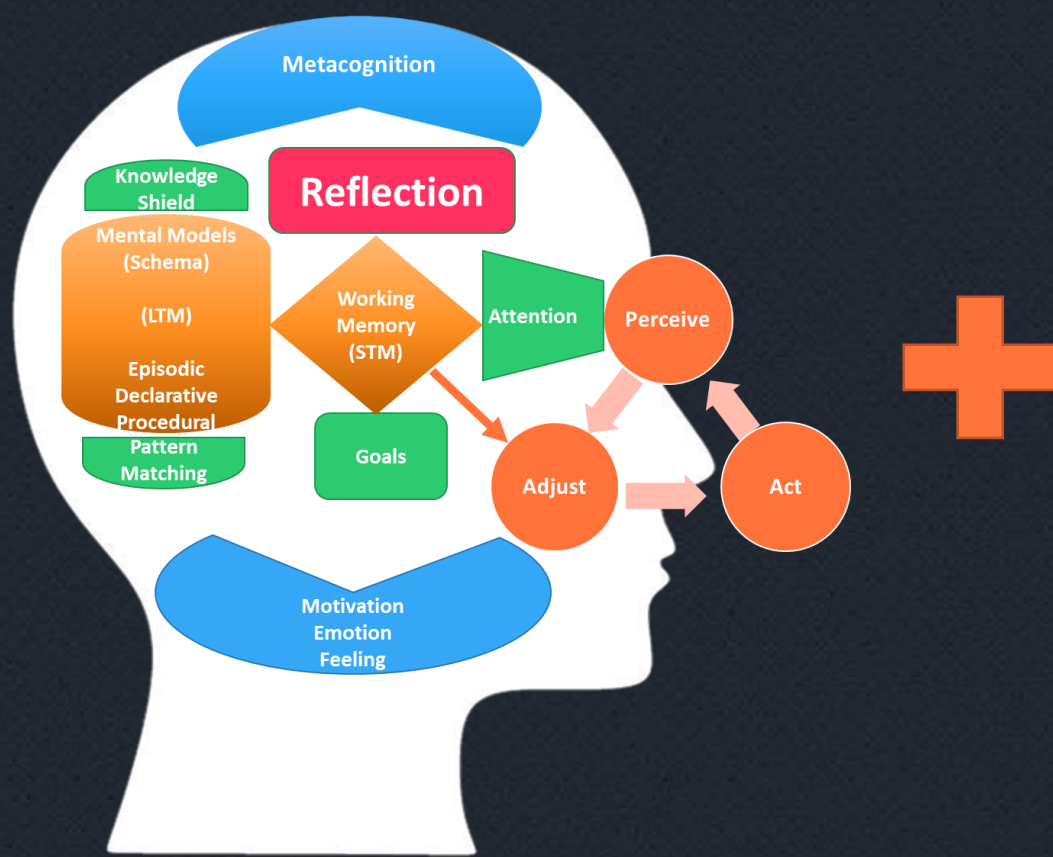 Metacognition
Knowledge
Shield
Reflection
Mental Models
(Schema)
(LTM)
Episodic
Declarative
Procedural
Working
Memory
(STM)
Attention
Perceive
Pattern
Matching
Goals
Adjust
Act
Motivation
Emotion
Feeling